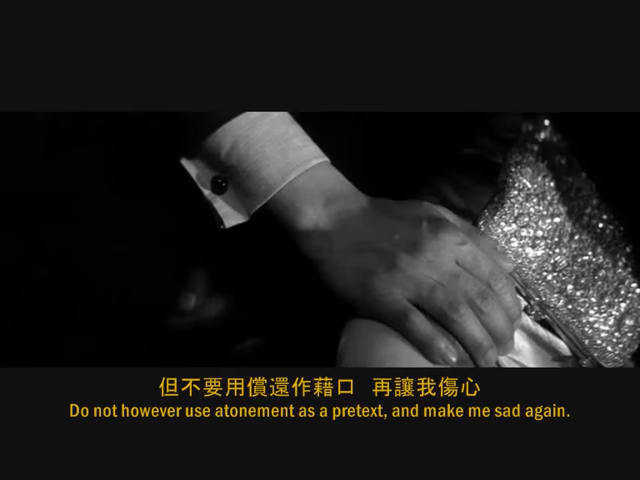 但不要用償還作藉口 再讓我傷心
Do not however use atonement as a pretext, and make me sad again.